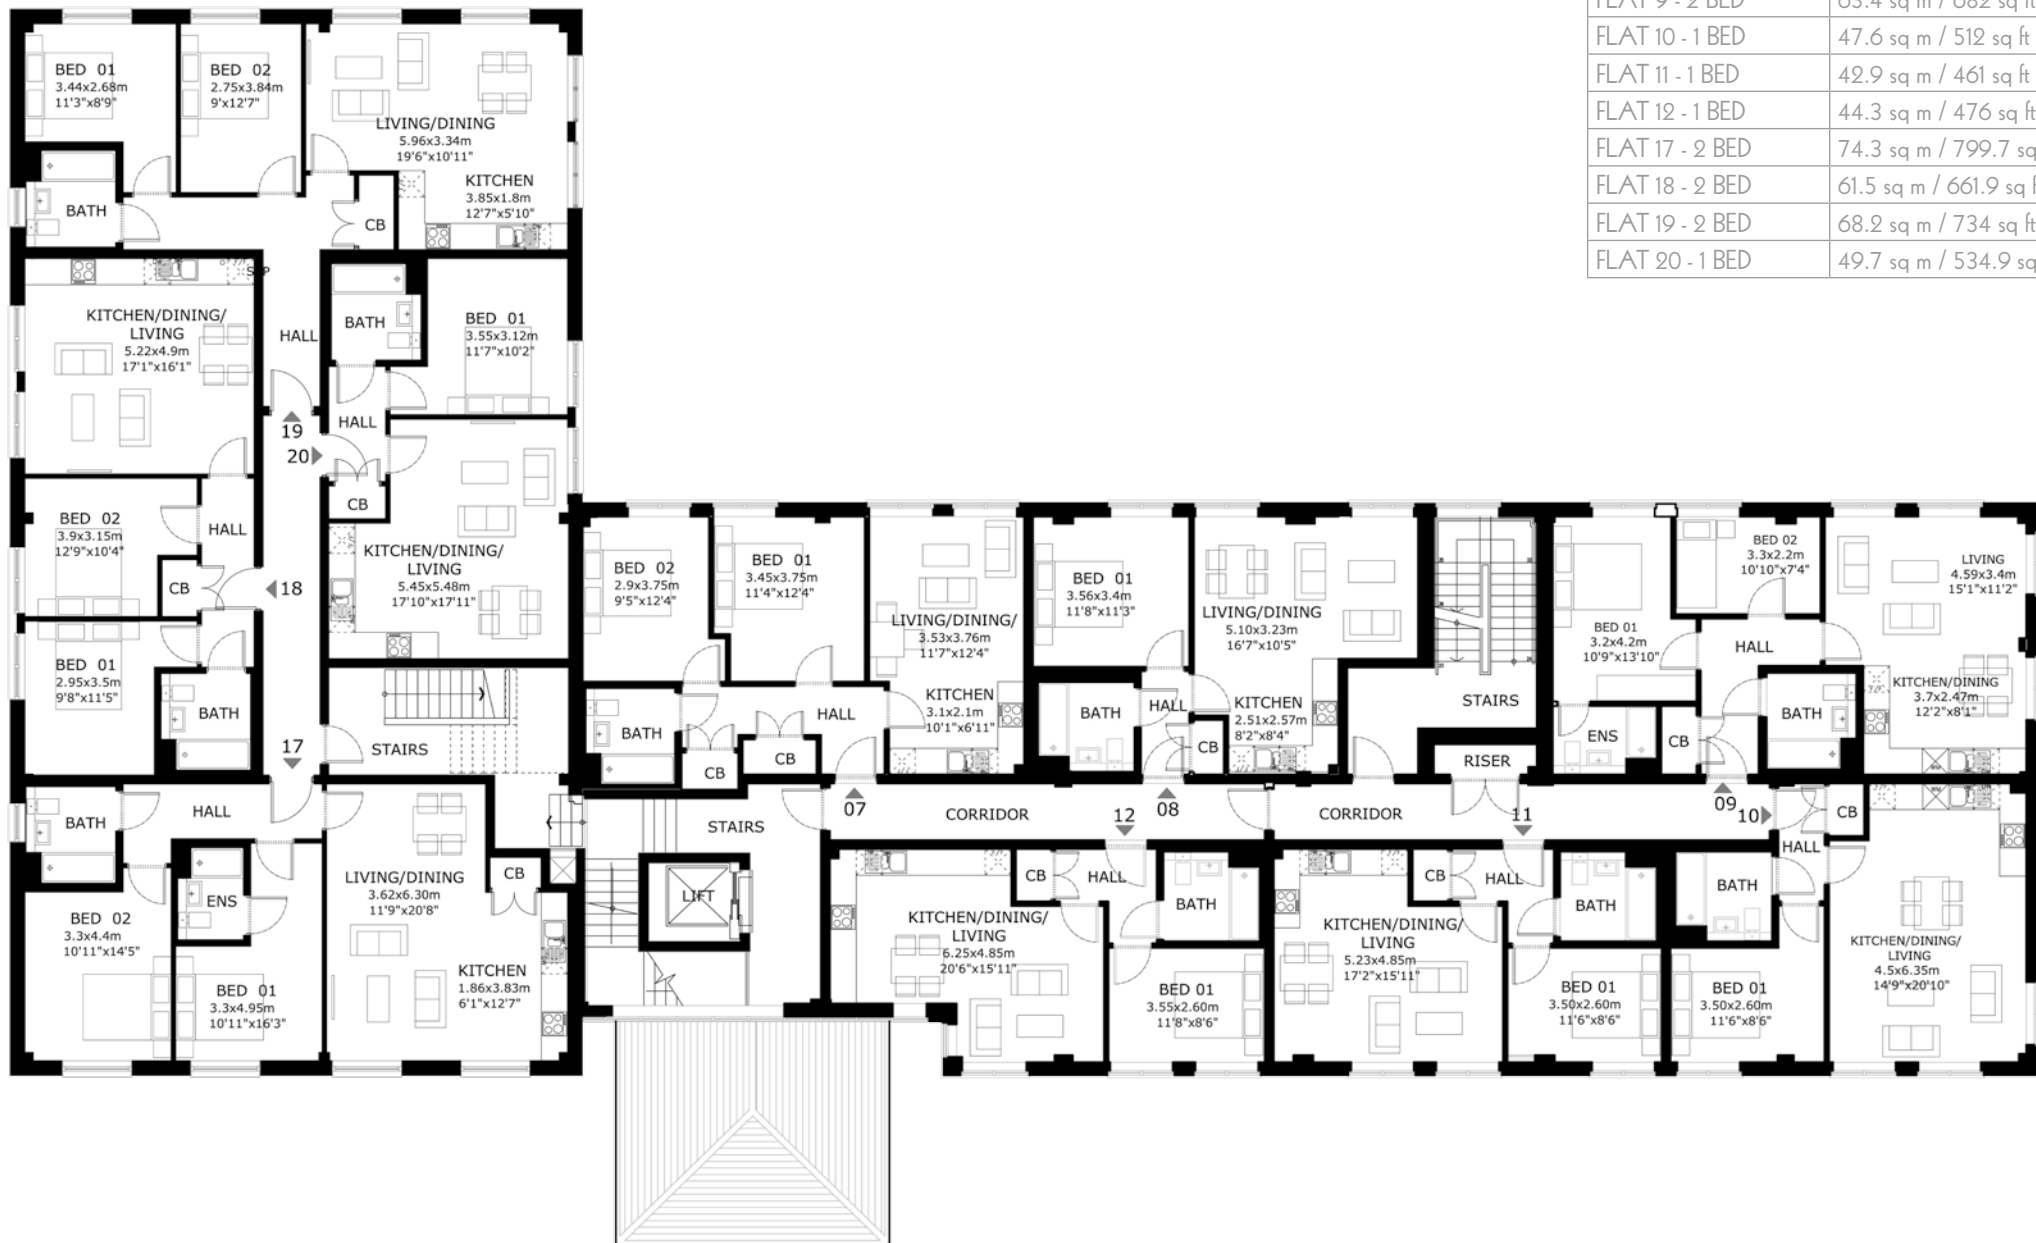 FLAT 9 - 2 BED 63.4 sq m / 682 sq ft
FLAT 10 - 1 BED 47.6 sq m / 512 sq ft
FLAT 11 - 1 BED 42.9 sq m / 461 sq ft
FLAT 12 - 1 BED 44.3 sq m / 476 sq ft
FLAT 17 - 2 BED 74.3 sq m / 799.7 sq
FLAT 18 - 2 BED 61.5 sq m / 661.9 sq f
FLAT 19 - 2 BED 68.2 sq m / 734 sq ft
FLAT 20 - 1 BED 49.7 sq m / 534.9 sq
BED 01
3.44x2.68m
11'3"x8'9"
BED 02
2.75x3.84m
9'x12'7"
LIVING/DINING
5.96x3.34m
19'6"x10'11"
KITCHEN
3.85x1.8m
12'7"x5'10"
BATH
CB
KITCHEN/DINING/
LIVING
5.22x4.9m
17'1"x16'1"
HALL
BATH
BED 01
3.55x3.12m
11'7"x10'2"
19
20
HALL
CB
BED 02
3.9x3.15m
12'9"x10'4"
HALL
CB
18
KITCHEN/DINING/
LIVING
5.45x5.48m
17'10"x17'11"
BED 01
2.95x3.5m
9'8"x11'5"
BATH
17
STAIRS
BED 02
2.9x3.75m
9'5"x12'4"
BED 01
3.45x3.75m
11'4"x12'4"
LIVING/DINING/
3.53x3.76m
11'7"x12'4"
KITCHEN
3.1x2.1m
10'1"x6'11"
BATH
HALL
CB
CB
07
BED 01
3.56x3.4m
11'8"x11'3"
LIVING/DINING
5.10x3.23m
16'7"x10'5"
KITCHEN
2.51x2.57m
8'2"x8'4"
BATH
HALL
CB
08
STAIRS
RISER
BED 01
3.2x4.2m
10'9"x13'10"
BED 02
3.3x2.2m
10'10"x7'4"
LIVING
4.59x3.4m
15'1"x11'2"
HALL
KITCHEN/DINING
3.7x2.47m
12'2"x8'1"
ENS
CB
BATH
09
BATH
HALL
ENS
BED 02
3.3x4.4m
10'11"x14'5"
BED 01
3.3x4.95m
10'11"x16'3"
LIVING/DINING
3.62x6.30m
11'9"x20'8"
CB
KITCHEN
1.86x3.83m
6'1"x12'7"
STAIRS
LIFT
CORRIDOR
12
CORRIDOR
11
10
CB
HALL
BATH
KITCHEN/DINING/
LIVING
6.25x4.85m
20'6"x15'11"
BED 01
3.55x2.60m
11'8"x8'6"
CB
HALL
BATH
KITCHEN/DINING/
LIVING
5.23x4.85m
17'2"x15'11"
BED 01
3.50x2.60m
11'6"x8'6"
CB
HALL
BATH
BED 01
3.50x2.60m
11'6"x8'6"
KITCHEN/DINING/
LIVING
4.5x6.35m
14'9"x20'10"